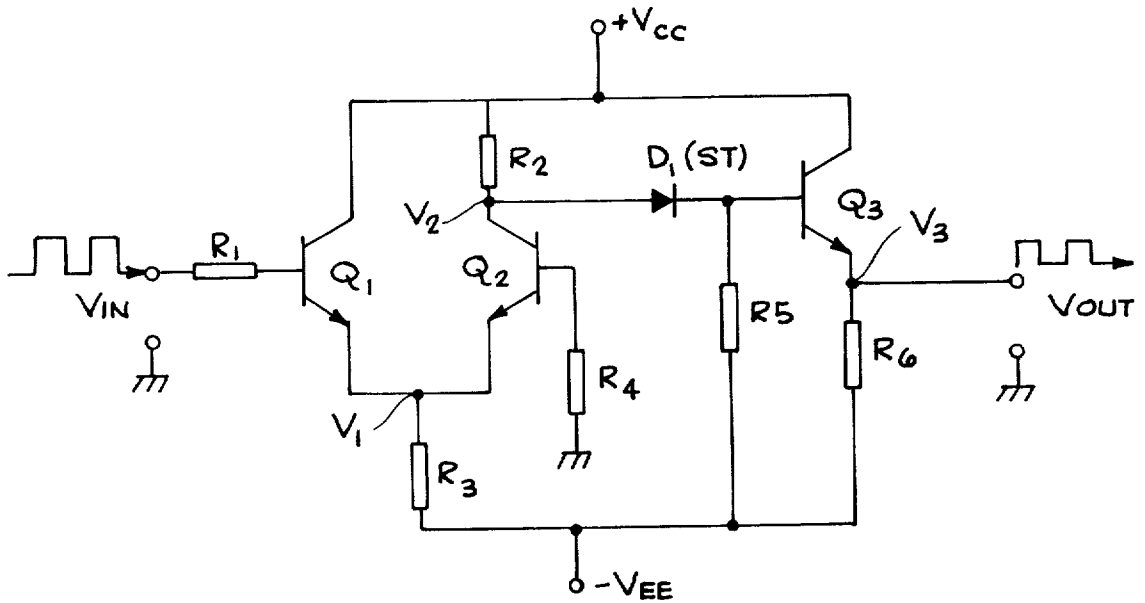 +VCC
R2
D1 (ST)
V2
Q3
V3
R1
Q1
Q2
VIN
R5
VOUT
R6
R4
V1
R3
-VEE